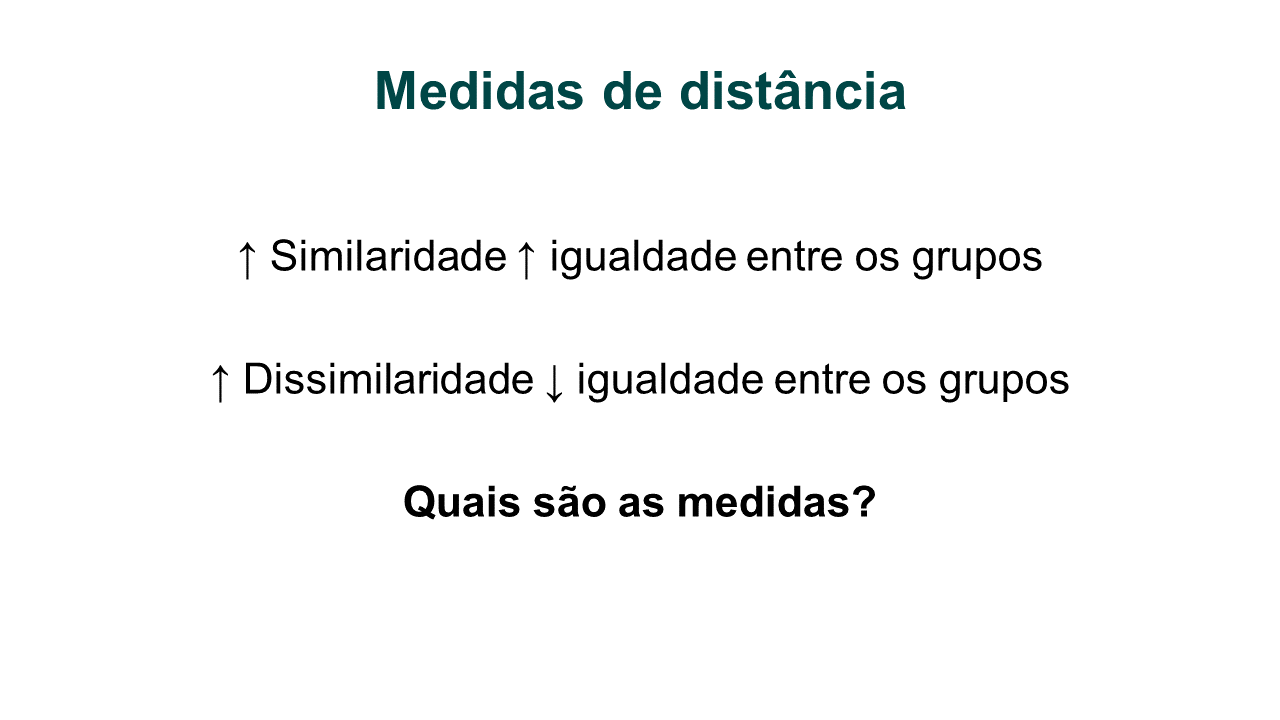 Medidas de distância
↑ Similaridade ↑ igualdade entre os grupos
↑ Dissimilaridade ↓ igualdade entre os grupos
Quais são as medidas?